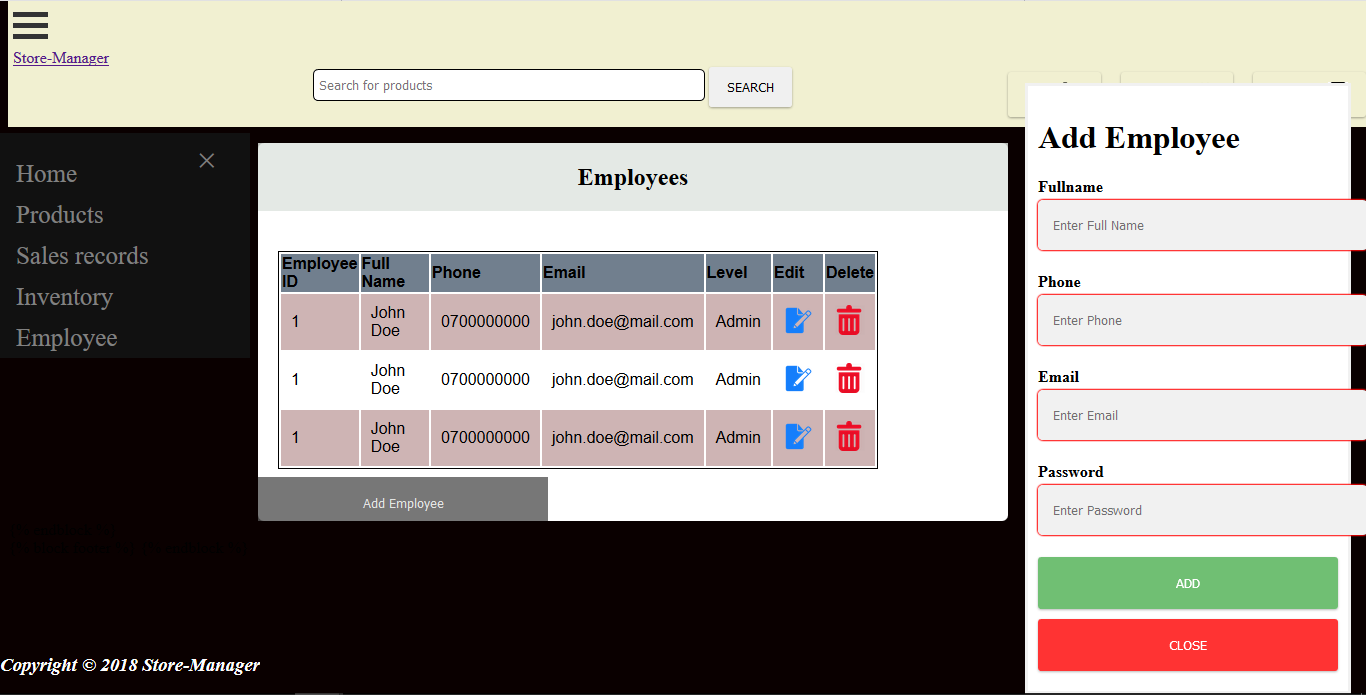 Store-Manager
Search for products
SEARCH
Home
Products
Sales records
Inventory
Employee
Employees
Employee ID Full Name Phone Email Level Edit Delete
1 John Doe 0700000000 john.doe@mail.com Admin
1 John Doe 0700000000 john.doe@mail.com Admin
1 John Doe 0700000000 john.doe@mail.com Admin
Add Employee
Add Employee
Fullname
Enter Full Name
Phone
Enter Phone
Email
Enter Email
Password
Enter Password
ADD
CLOSE
Copyright © 2018 Store-Manager